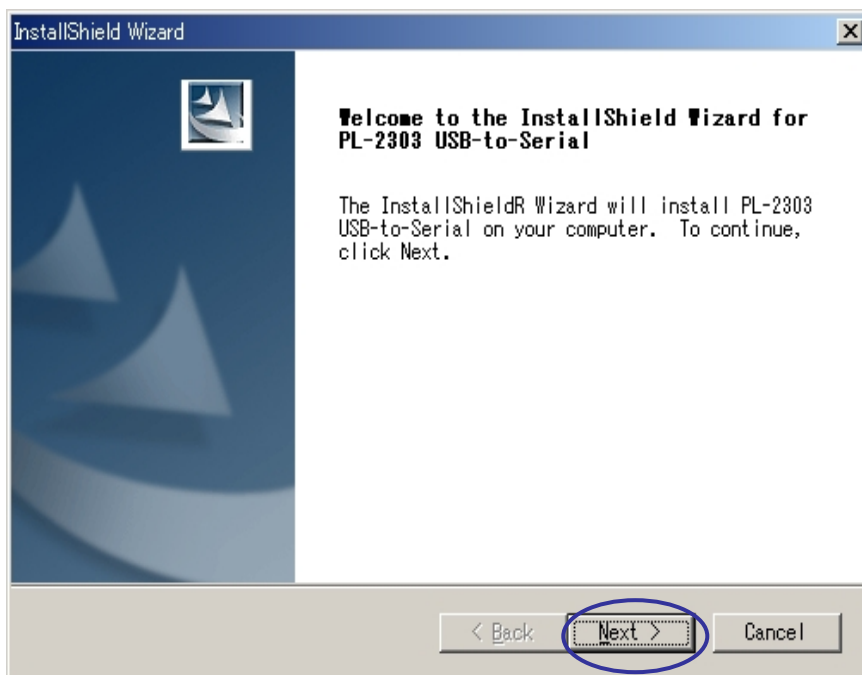 InstallShield Wizard
Welcome to the InstallShield Wizard for
PL-2303 USB-to-Serial
The InstallShieldR Wizard will install PL-2303
USB-to-Serial on your computer.  To continue,
click Next.
< Back
Next >
Cancel